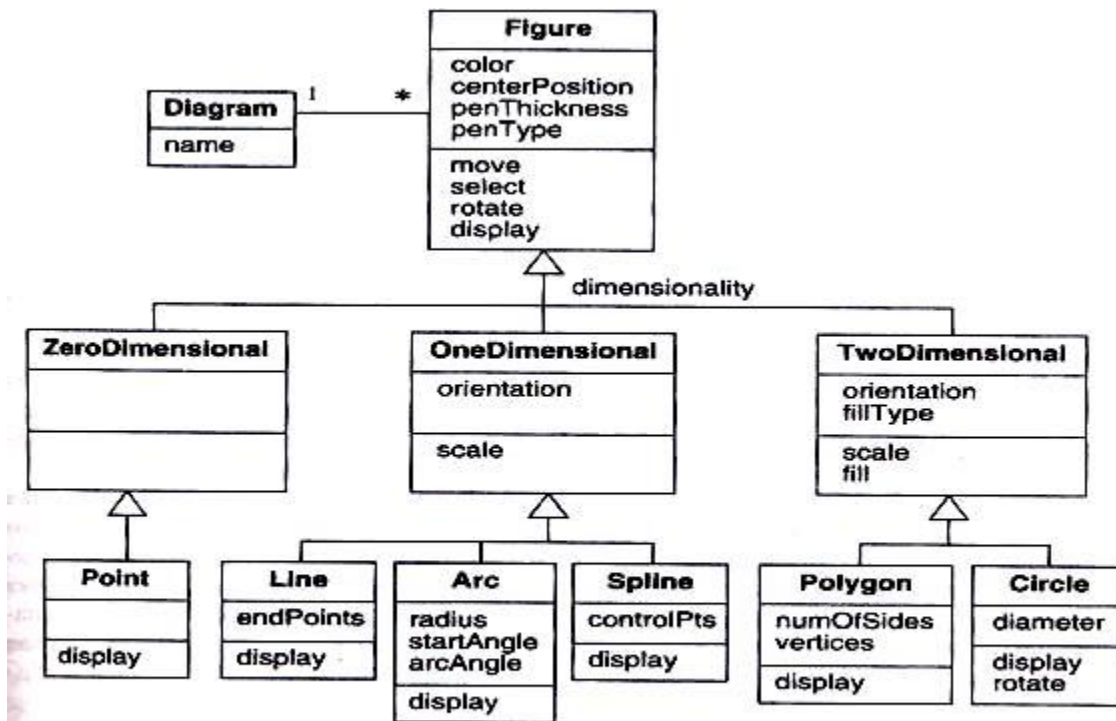 Figure
color
centerPosition
penThickness
penType
move
select
rotate
display
Diagram
name
1
*
dimensionality
ZeroDimensional
OneDimensional
orientation
scale
TwoDimensional
orientation
fillType
scale
fill
Point
display
Line
endPoints
display
Arc
radius
startAngle
arcAngle
display
Spline
controlPts
display
Polygon
numOfSides
vertices
display
Circle
diameter
display
rotate